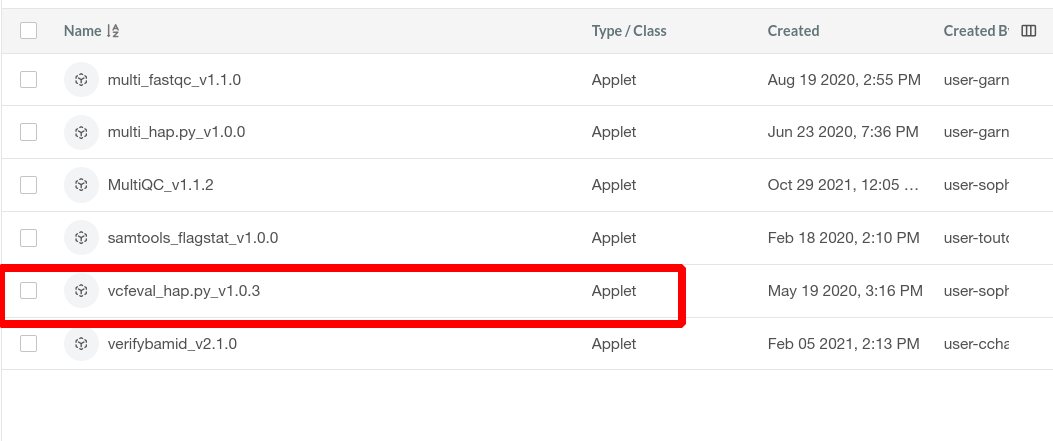 Name Type / Class Created Created B
multi_fastqc_v1.1.0 Applet Aug 19 2020, 2:55 PM user-garn
multi_hap.py_v1.0.0 Applet Jun 23 2020, 7:36 PM user-garn
MultiQC_v1.1.2 Applet Oct 29 2021, 12:05 ... user-soph
samtools_flagstat_v1.0.0 Applet Feb 18 2020, 2:10 PM user-touto
vcfeval_hap.py_v1.0.3 Applet May 19 2020, 3:16 PM user-soph
verifybamid_v2.1.0 Applet Feb 05 2021, 2:13 PM user-ccha